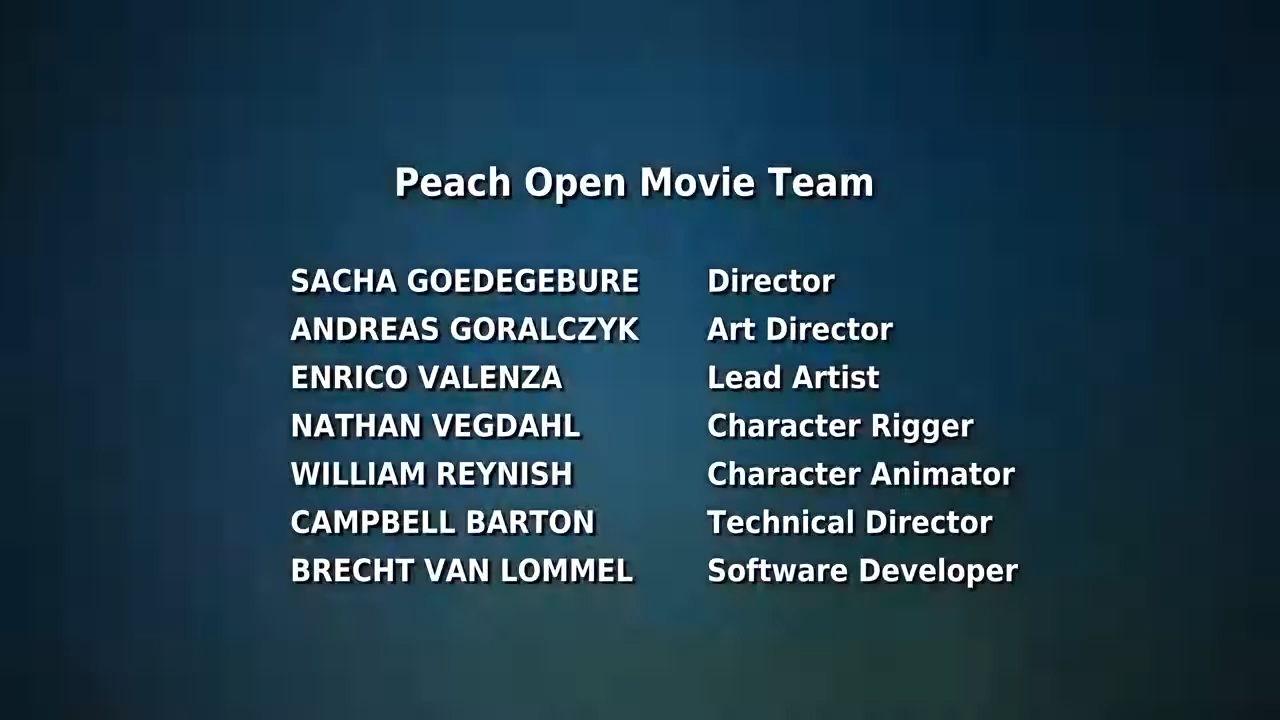 Peach Open Movie Team
SACHA GOEDEGEBURE Director
ANDREAS GORALCZYK Art Director
ENRICO VALENZA Lead Artist
NATHAN VEGDAHL Character Rigger
WILLIAM REYNISH Character Animator
CAMPBELL BARTON Technical Director
BRECHT VAN LOMMEL Software Developer